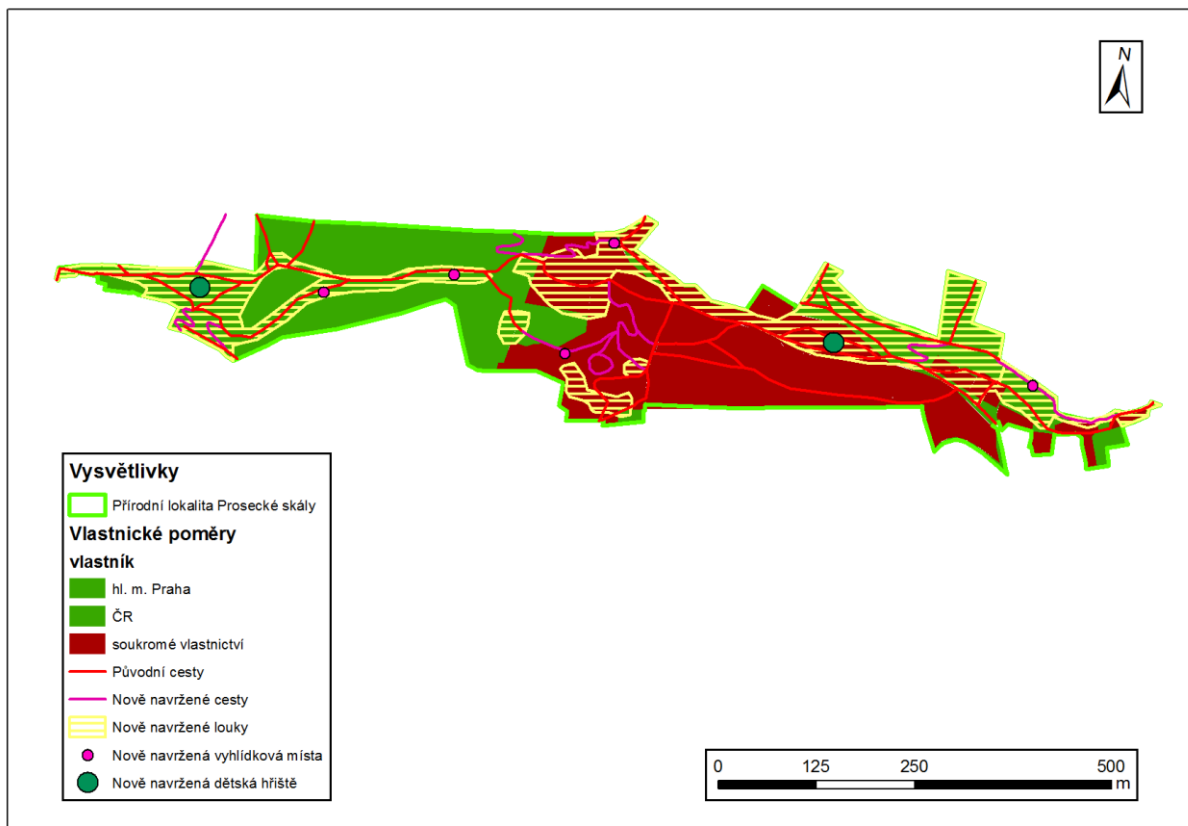 N
Vysvětlivky
Přírodní lokalita Prosecké skály
Vlastnické poměry
vlastník
hl. m. Praha
ČR
soukromé vlastnictví
Původní cesty
Nově navržené cesty
Nově navržené louky
Nově navržená vyhlídková místa
Nově navržená dětská hřiště
0 125 250 500
m